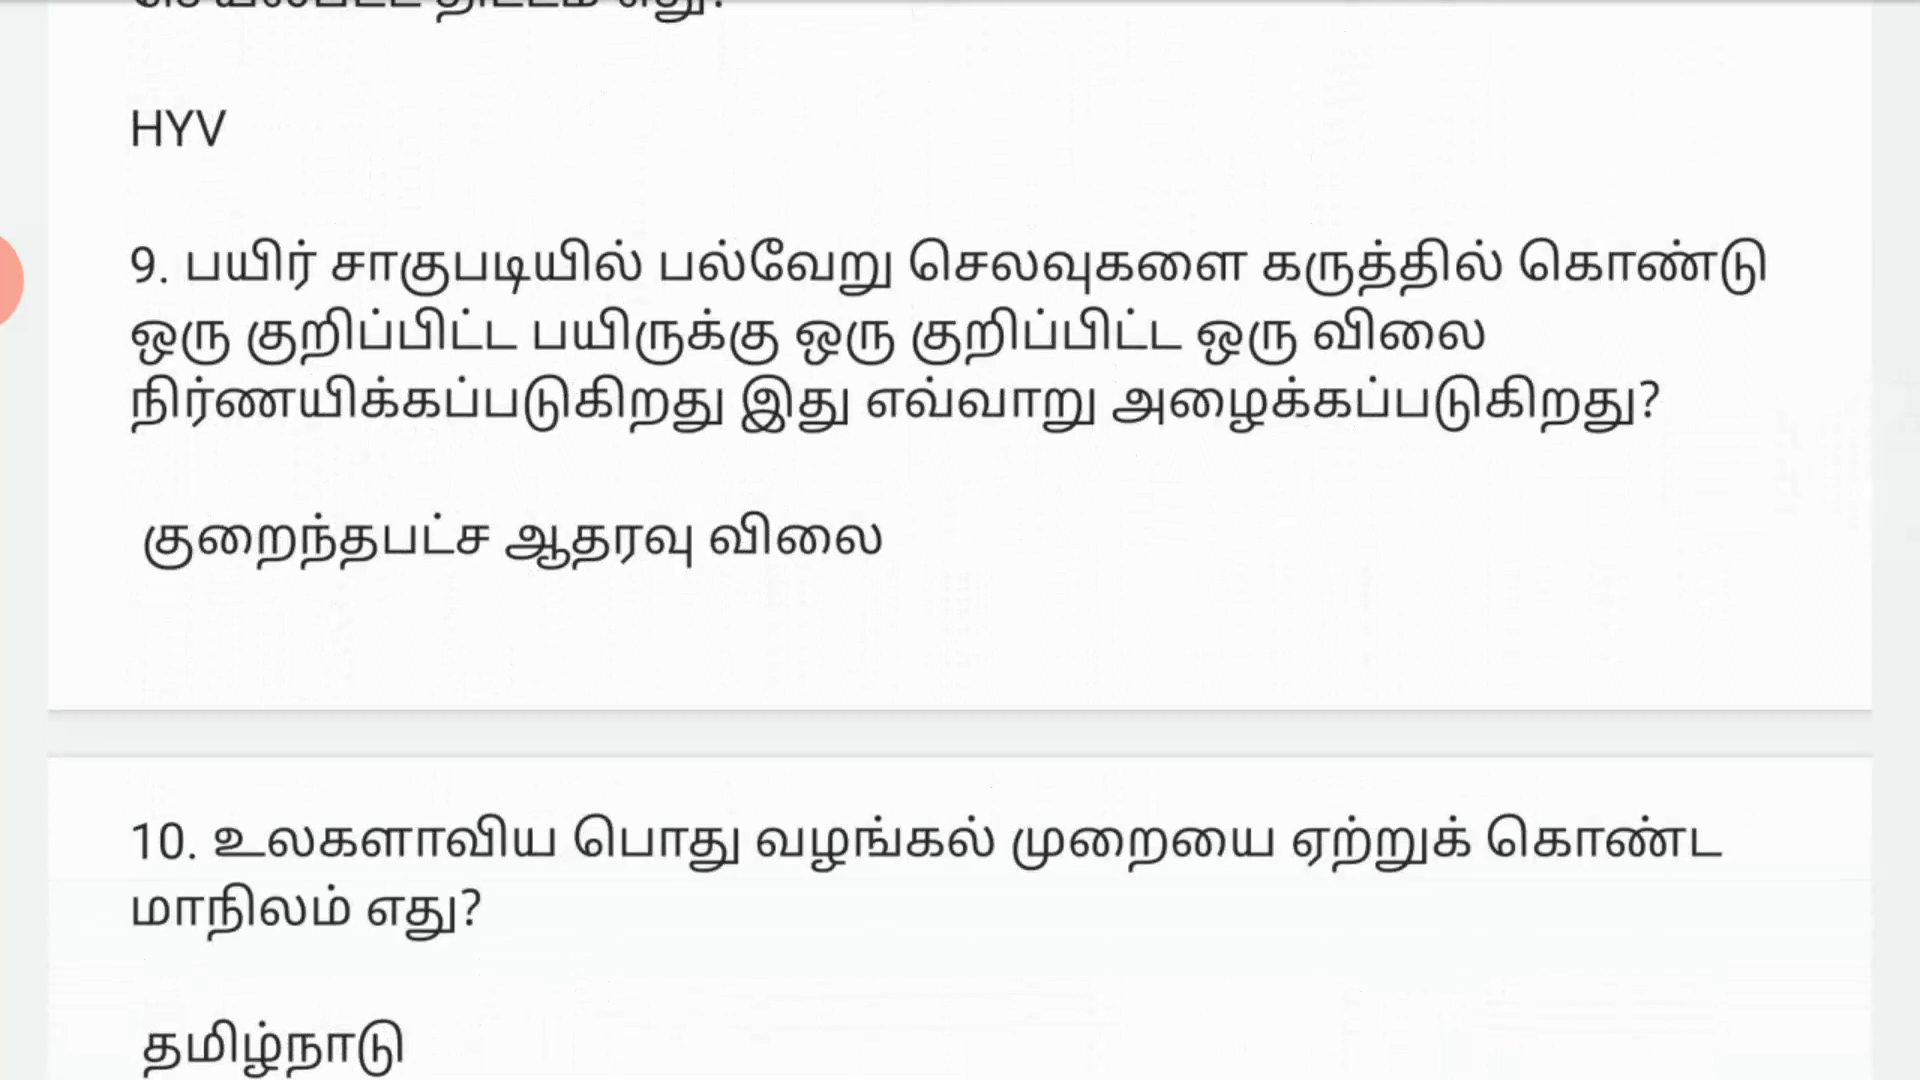 HYV
9. பயிர் சாகுபடியில் பல்வேறு செலவுகளை கருத்தில் கொண்டு
ஒரு குறிப்பிட்ட பயிருக்கு ஒரு குறிப்பிட்ட ஒரு விலை
நிர்ணயிக்கப்படுகிறது இது எவ்வாறு அழைக்கப்படுகிறது?
குறைந்தபட்ச ஆதரவு விலை
10. உலகளாவிய பொது வழங்கல் முறையை ஏற்றுக் கொண்ட
மாநிலம் எது?
தமிழ்நாடு